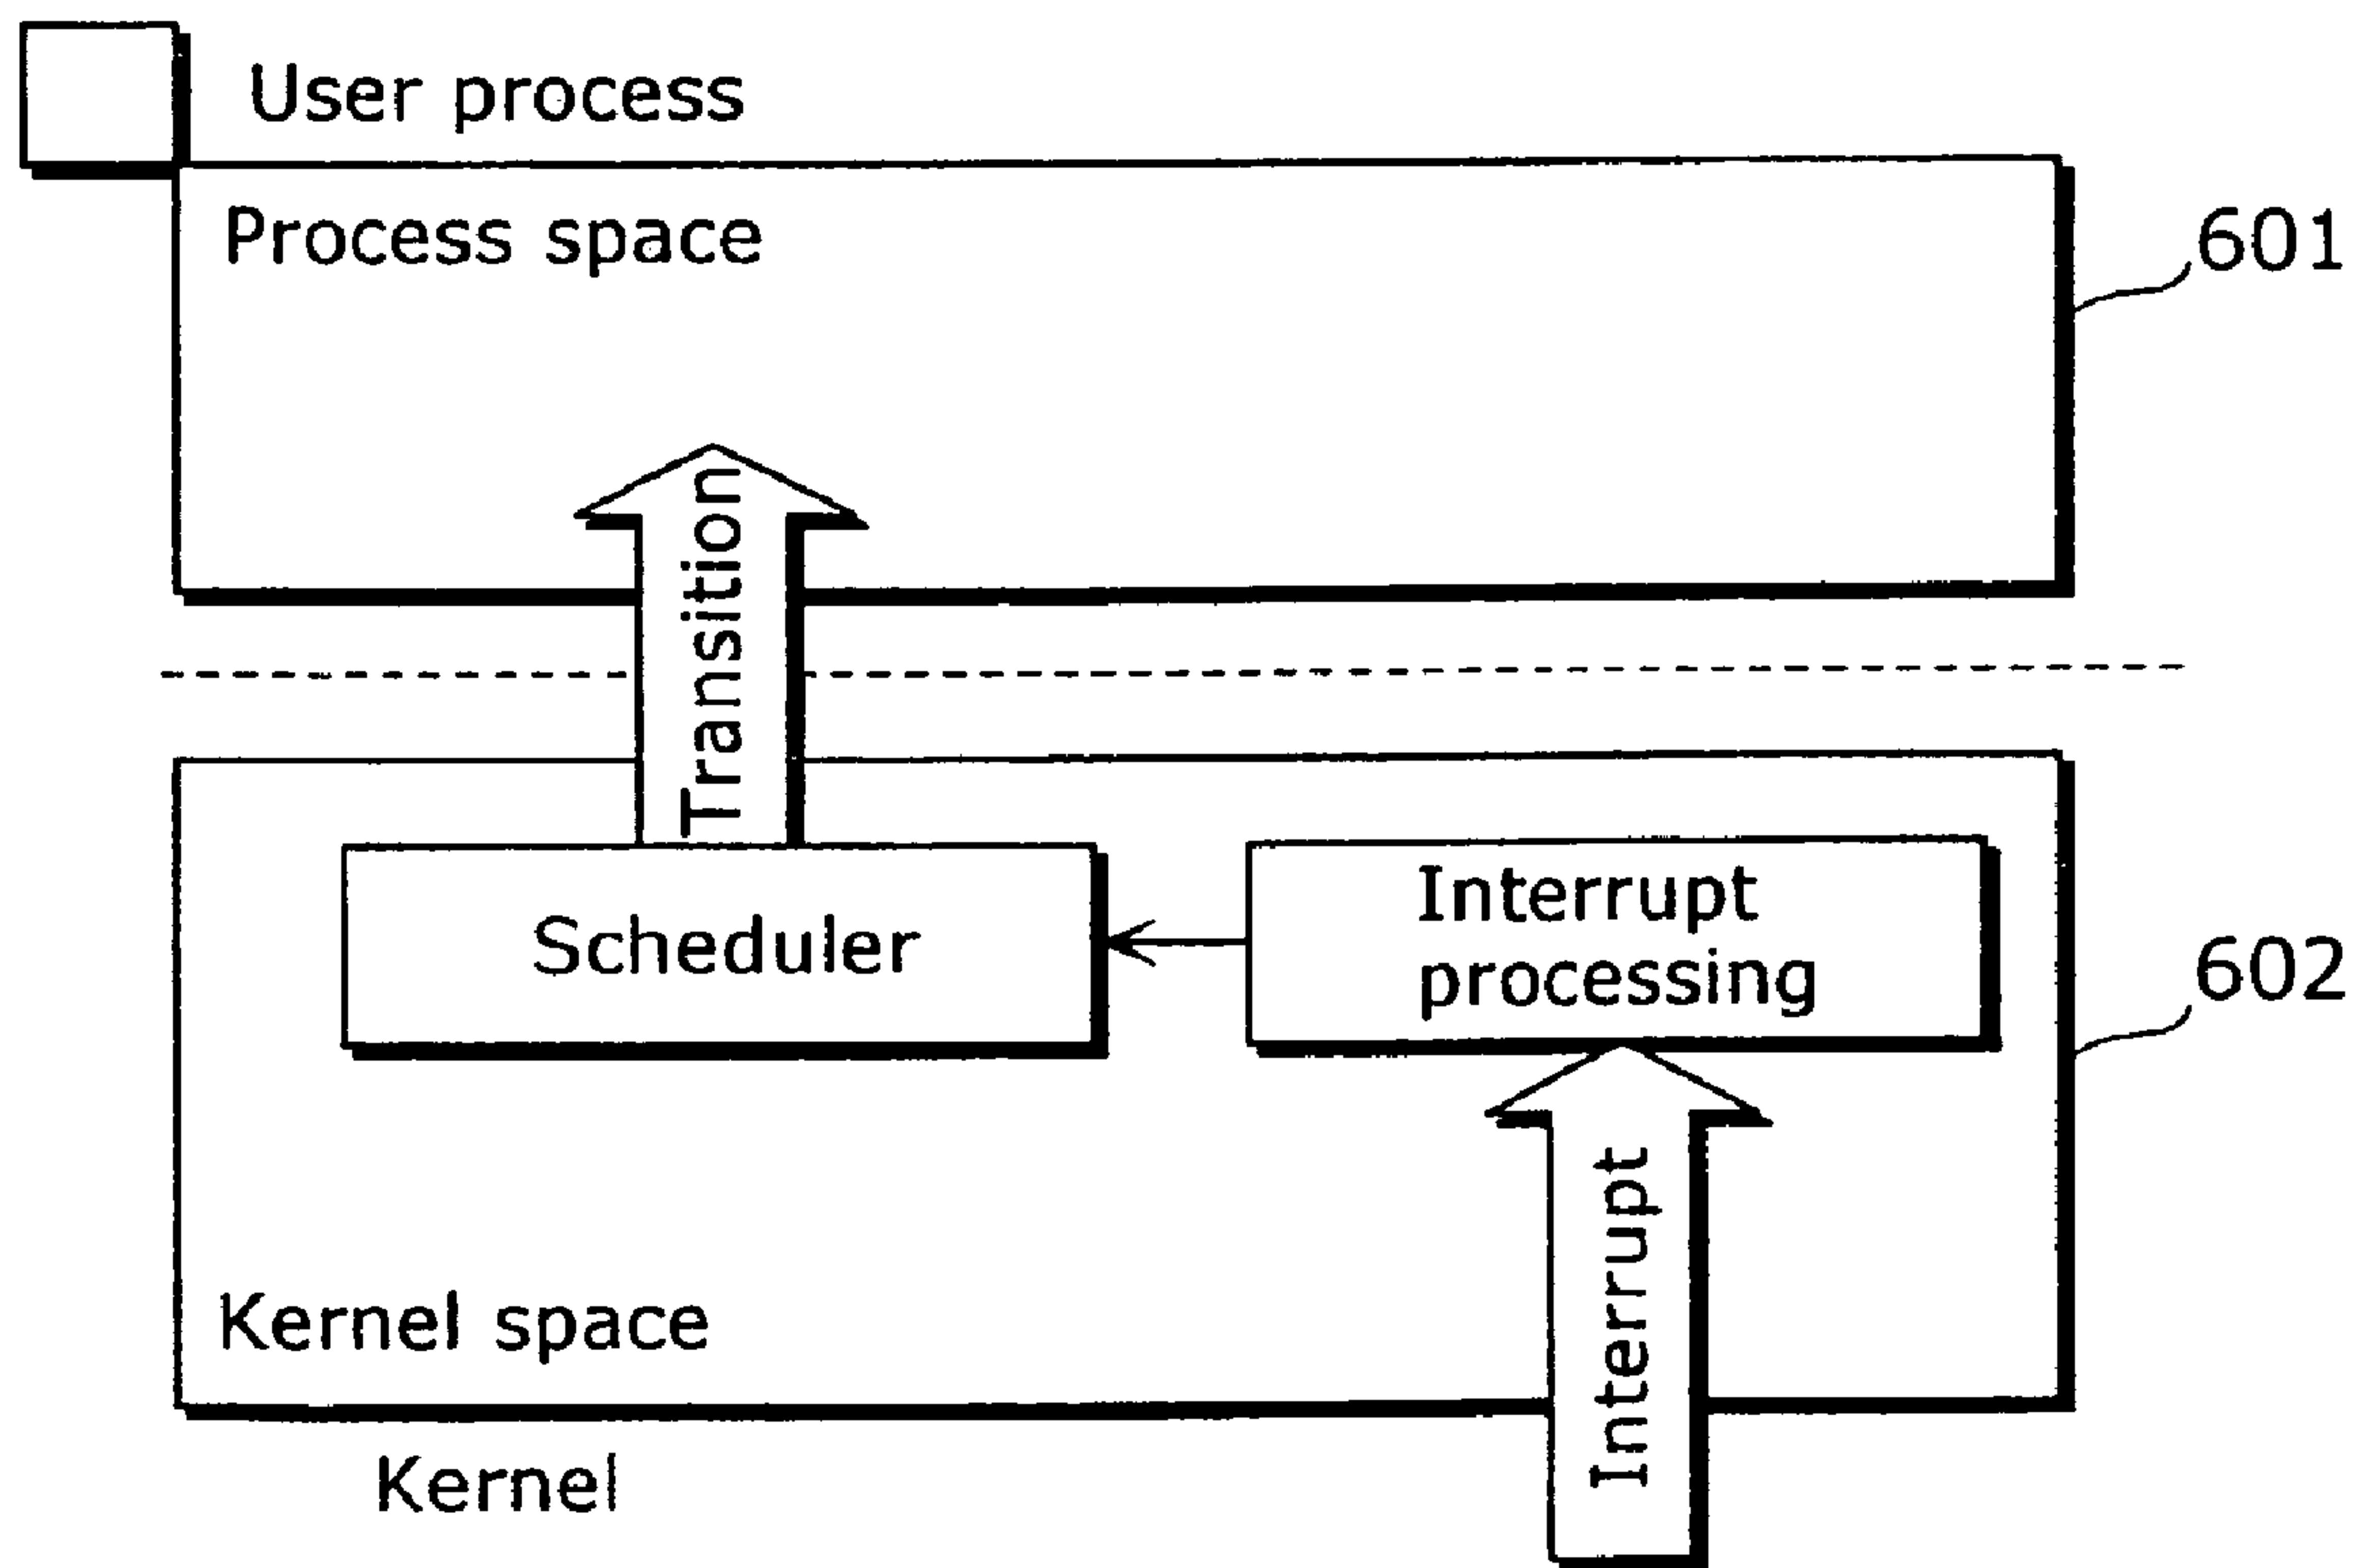 User process
Process space
601
Transition
Scheduler
Interrupt
processing
602
Interrupt
Kernel space
Kernel